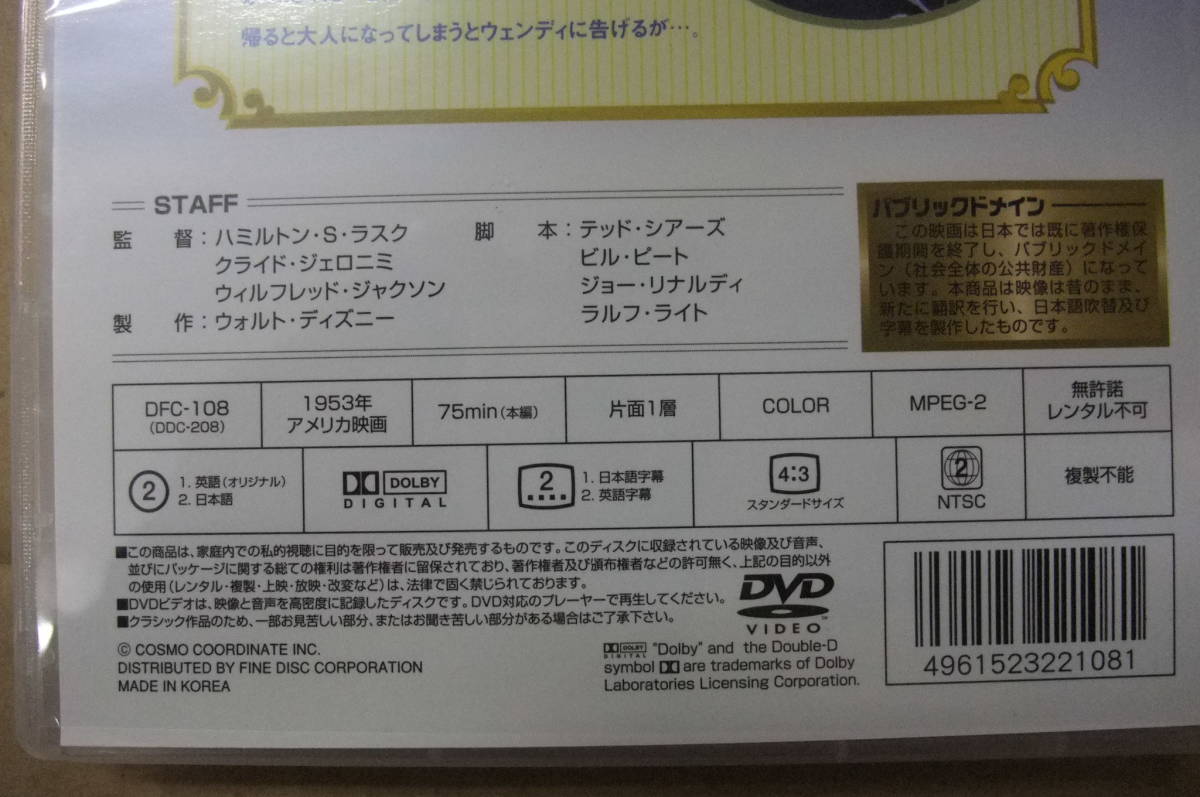 帰ると大人になってしまうとウェンディに告げるが…。
STAFF
監 督：ハミルトン・S・ラスク
クライド・ジェロニミ
ウィルフレッド・ジャクソン
製 作：ウォルト・ディズニー
脚 本：テッド・シアーズ
ビル・ピート
ジョー・リナルディ
ラルフ・ライト
パブリックドメイン
この映画は日本では既に著作権保
護期間を終了し、パブリックドメイ
ン（社会全体の公共財産）になって
います。本商品は映像は昔のまま、
新たに翻訳を行い、日本語吹替及び
字幕を製作したものです。
DFC-108
(DDC-208)
1953年
アメリカ映画
75min（本編）
片面1層
COLOR
MPEG-2
無許諾
レンタル不可
2
1. 英語（オリジナル）
2. 日本語
DOLBY
DIGITAL
2
1. 日本語字幕
2. 英語字幕
4:3
スタンダードサイズ
2
NTSC
複製不能
■この商品は、家庭内での私的視聴に目的を限って販売及び発売するものです。このディスクに収録されている映像及び音声、
並びにパッケージに関する総ての権利は著作権者に留保されており、著作権者及び頒布権者などの許可無く、上記の目的以外
の使用（レンタル・複製・上映・放映・改変など）は、法律で固く禁じられております。
■DVDビデオは、映像と音声を高密度に記録したディスクです。DVD対応のプレーヤーで再生してください。
■クラシック作品のため、一部お見苦しい部分、またはお聞き苦しい部分がある場合はご了承下さい。
DVD
VIDEO
TM
© COSMO COORDINATE INC.
DISTRIBUTED BY FINE DISC CORPORATION
MADE IN KOREA
DOLBY DIGITAL "Dolby" and the Double-D
symbol are trademarks of Dolby
Laboratories Licensing Corporation.
4961523221081